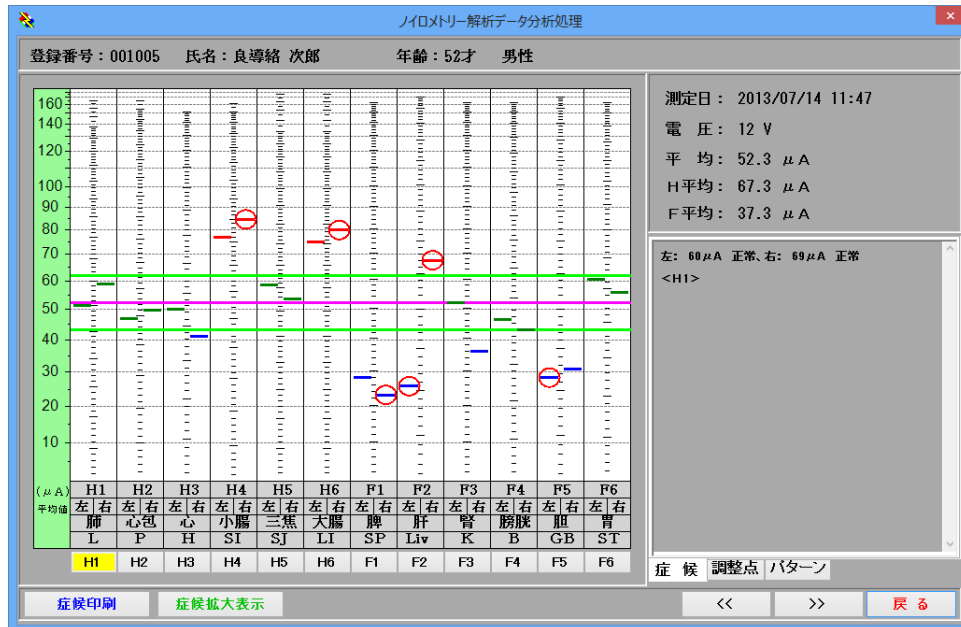 ノイロメトリー解析データ分析処理
登録番号：001005 氏名：良導絡 次郎 年齢：52才 男性
測定日： 2013/07/14 11:47
電 圧： 12 V
平 均： 52.3 μA
H平均： 67.3 μA
F平均： 37.3 μA
左： 60μA 正常、右： 69μA 正常
<H1>
160
140
120
100
90
80
70
60
50
40
30
20
10
(μA) H1 H2 H3 H4 H5 H6 F1 F2 F3 F4 F5 F6
平均値 左 右 左 右 左 右 左 右 左 右 左 右 左 右 左 右 左 右 左 右 左 右 左 右
肺 心包 心 小腸 三焦 大腸 脾 肝 腎 膀胱 胆 胃
L P H SI SJ LI SP Liv K B GB ST
H1 H2 H3 H4 H5 H6 F1 F2 F3 F4 F5 F6
症 候 調整点 パターン
症候印刷 症候拡大表示 << >> 戻 る